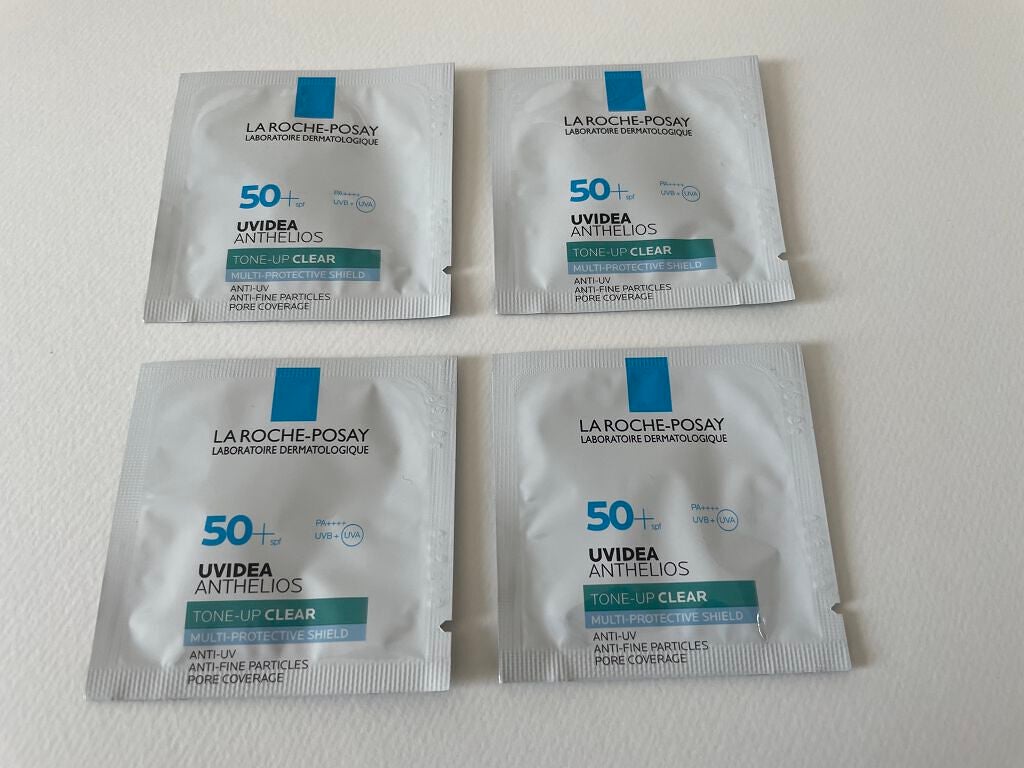 LA ROCHE-POSAY
LABORATOIRE DERMATOLOGIQUE
50+ spf
PA++++
UVB + UVA
UVIDEA
ANTHELIOS
TONE-UP CLEAR
MULTI-PROTECTIVE SHIELD
ANTI-UV
ANTI-FINE PARTICLES
PORE COVERAGE
LA ROCHE-POSAY
LABORATOIRE DERMATOLOGIQUE
50+ spf
PA++++
UVB + UVA
UVIDEA
ANTHELIOS
TONE-UP CLEAR
MULTI-PROTECTIVE SHIELD
ANTI-UV
ANTI-FINE PARTICLES
PORE COVERAGE
LA ROCHE-POSAY
LABORATOIRE DERMATOLOGIQUE
50+ spf
PA++++
UVB + UVA
UVIDEA
ANTHELIOS
TONE-UP CLEAR
MULTI-PROTECTIVE SHIELD
ANTI-UV
ANTI-FINE PARTICLES
PORE COVERAGE
LA ROCHE-POSAY
LABORATOIRE DERMATOLOGIQUE
50+ spf
PA++++
UVB + UVA
UVIDEA
ANTHELIOS
TONE-UP CLEAR
MULTI-PROTECTIVE SHIELD
ANTI-UV
ANTI-FINE PARTICLES
PORE COVERAGE